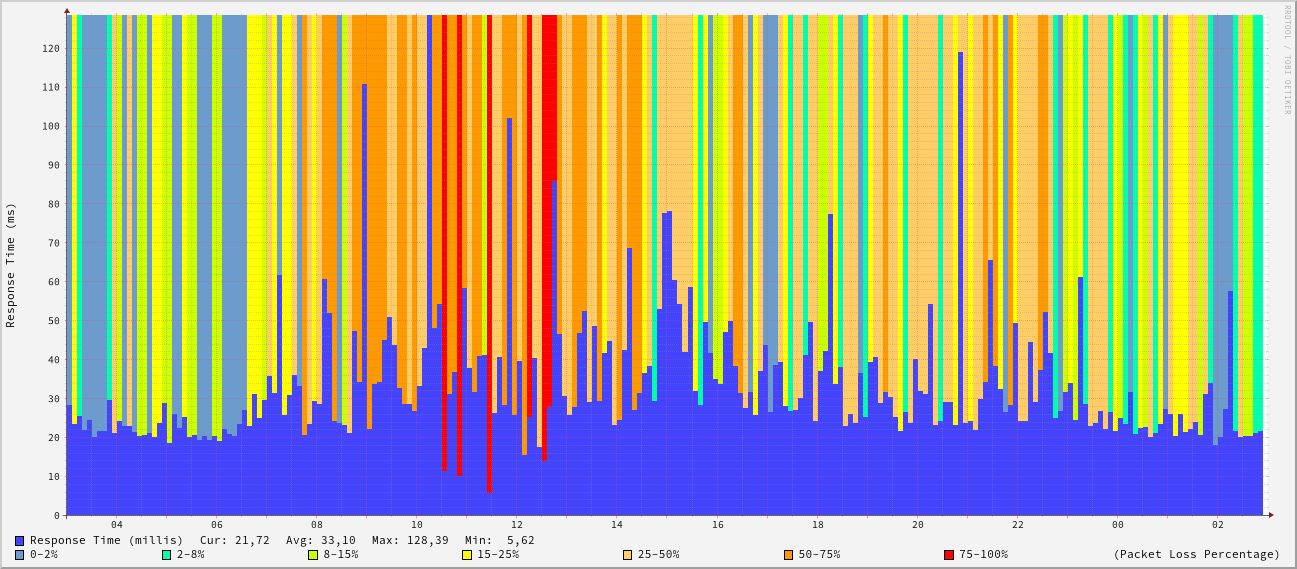 RRDTOOL / TOBI OETIKER
Response Time (ms)
120
110
100
90
80
70
60
50
40
30
20
10
0
04 06 08 10 12 14 16 18 20 22 00 02
Response Time (millis) Cur: 21,72 Avg: 33,10 Max: 128,39 Min: 5,62
0-2% 2-8% 8-15% 15-25% 25-50% 50-75% 75-100% (Packet Loss Percentage)